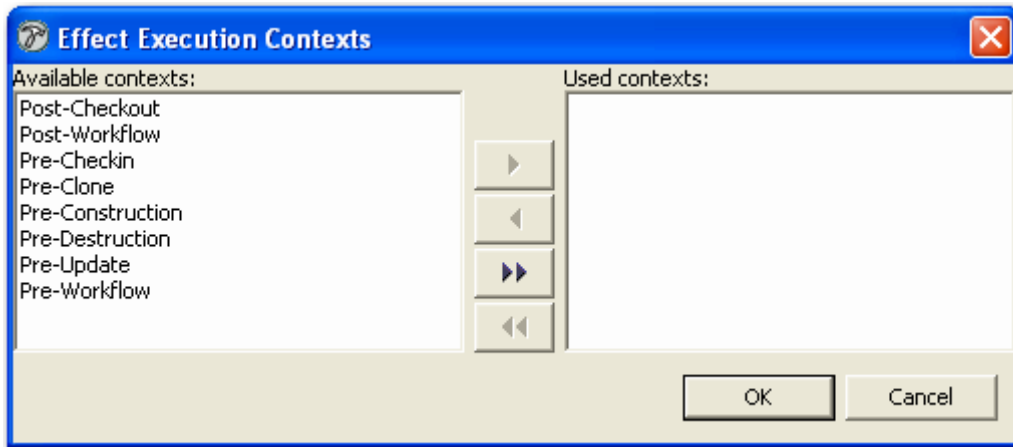 Effect Execution Contexts
Available contexts:
Used contexts:
Post-Checkout
Post-Workflow
Pre-Checkin
Pre-Clone
Pre-Construction
Pre-Destruction
Pre-Update
Pre-Workflow
OK
Cancel